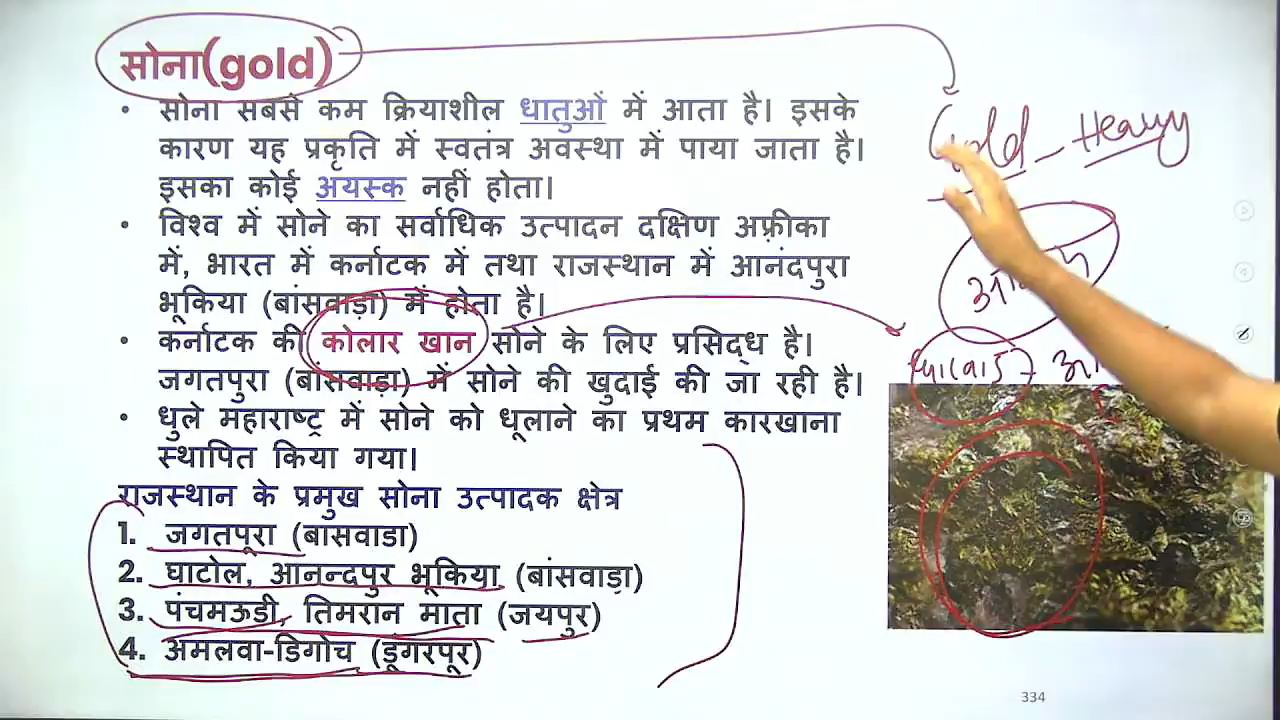 सोना(gold)
• सोना सबसे कम क्रियाशील धातुओं में आता है। इसके
कारण यह प्रकृति में स्वतंत्र अवस्था में पाया जाता है।
इसका कोई अयस्क नहीं होता।
• विश्व में सोने का सर्वाधिक उत्पादन दक्षिण अफ़्रीका
में, भारत में कर्नाटक में तथा राजस्थान में आनंदपुरा
भूकिया (बांसवाड़ा) में होता है।
• कर्नाटक की कोलार खान सोने के लिए प्रसिद्ध है।
जगतपुरा (बांसवाड़ा) में सोने की खुदाई की जा रही है।
• धुले महाराष्ट्र में सोने को धूलाने का प्रथम कारखाना
स्थापित किया गया।
राजस्थान के प्रमुख सोना उत्पादक क्षेत्र
1. जगतपूरा (बासवाडा)
2. घाटोल, आनन्दपुर भूकिया (बांसवाड़ा)
3. पंचमऊडी, तिमरान माता (जयपुर)
4. अमलवा-डिगोच (डूंगरपूर)
Gold - Heavy
धारवाड़ -
334